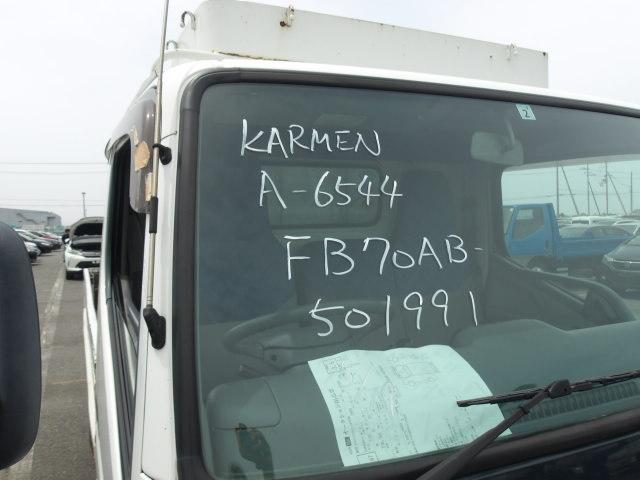 2
KARMEN
A-6544
FB70AB-
501991